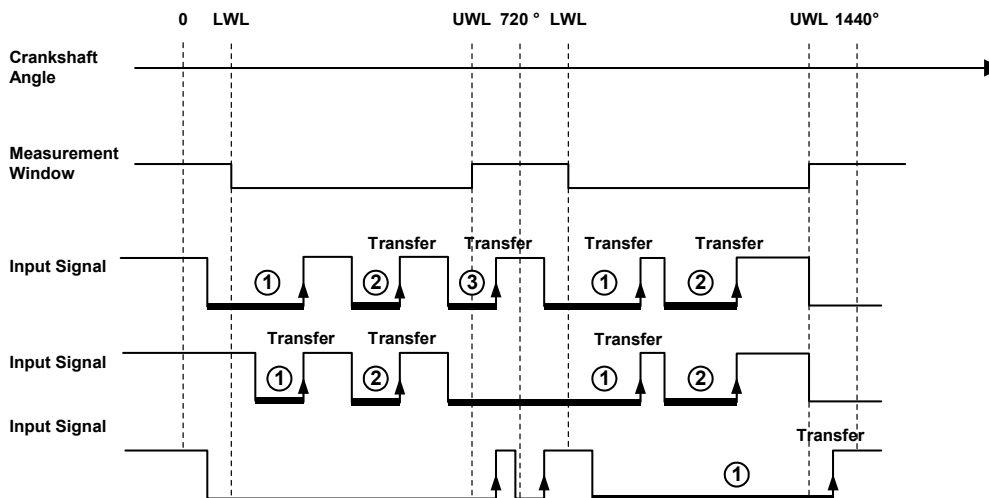 0 LWL UWL 720 ° LWL UWL 1440°
Crankshaft
Angle
Measurement
Window
Transfer Transfer Transfer Transfer
Input Signal ① ② ③ ① ②
Transfer Transfer Transfer
Input Signal ① ② ① ②
Input Signal Transfer
①